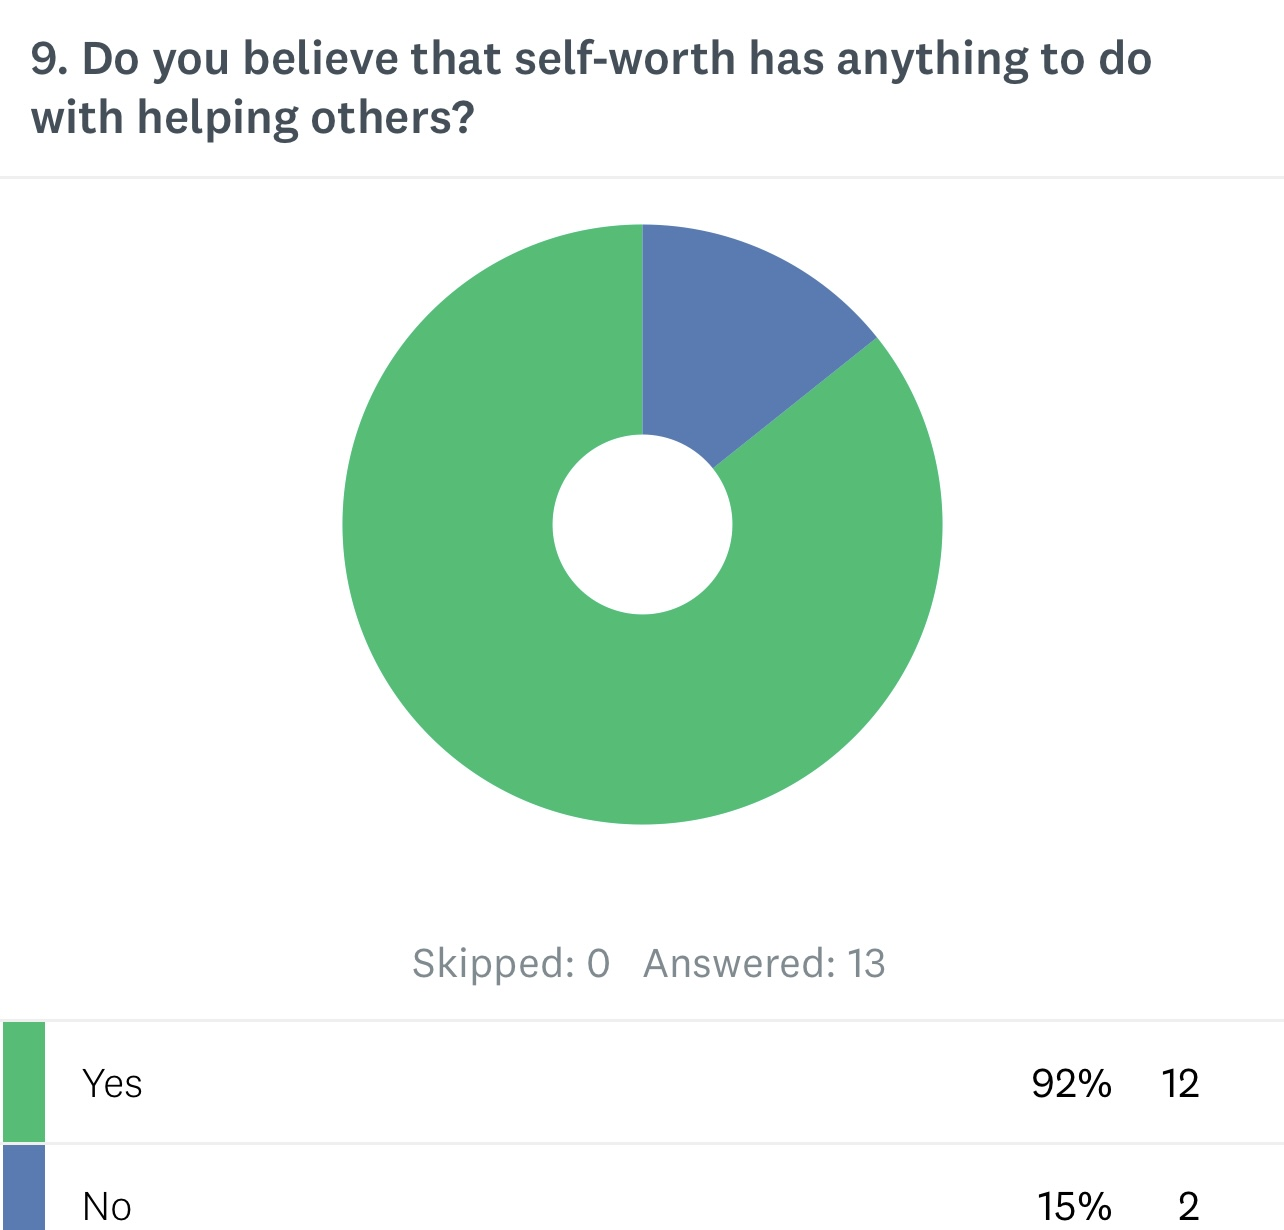 9. Do you believe that self-worth has anything to do
with helping others?
Skipped: 0 Answered: 13
Yes 92% 12
No 15% 2